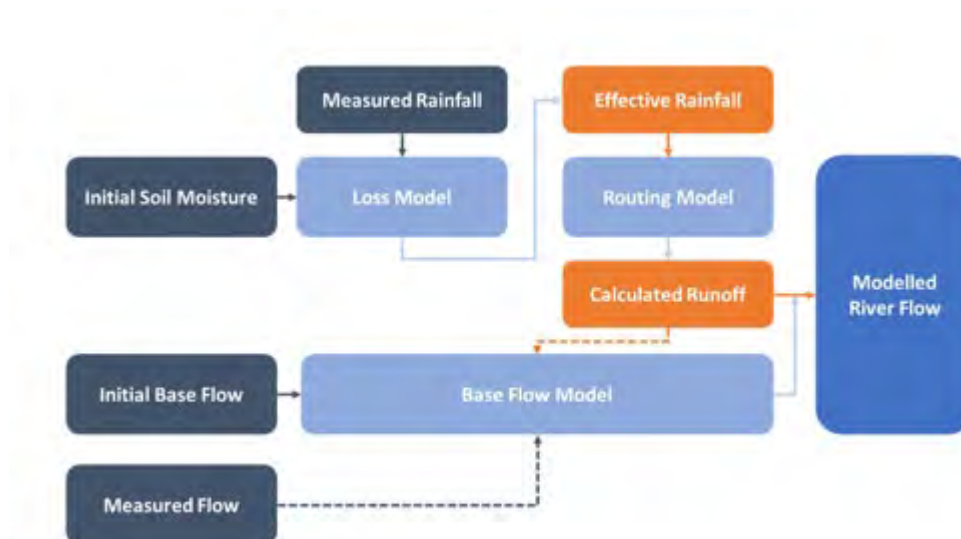 Measured Rainfall
Effective Rainfall
Initial Soil Moisture
Loss Model
Routing Model
Calculated Runoff
Modelled
River Flow
Initial Base Flow
Base Flow Model
Measured Flow